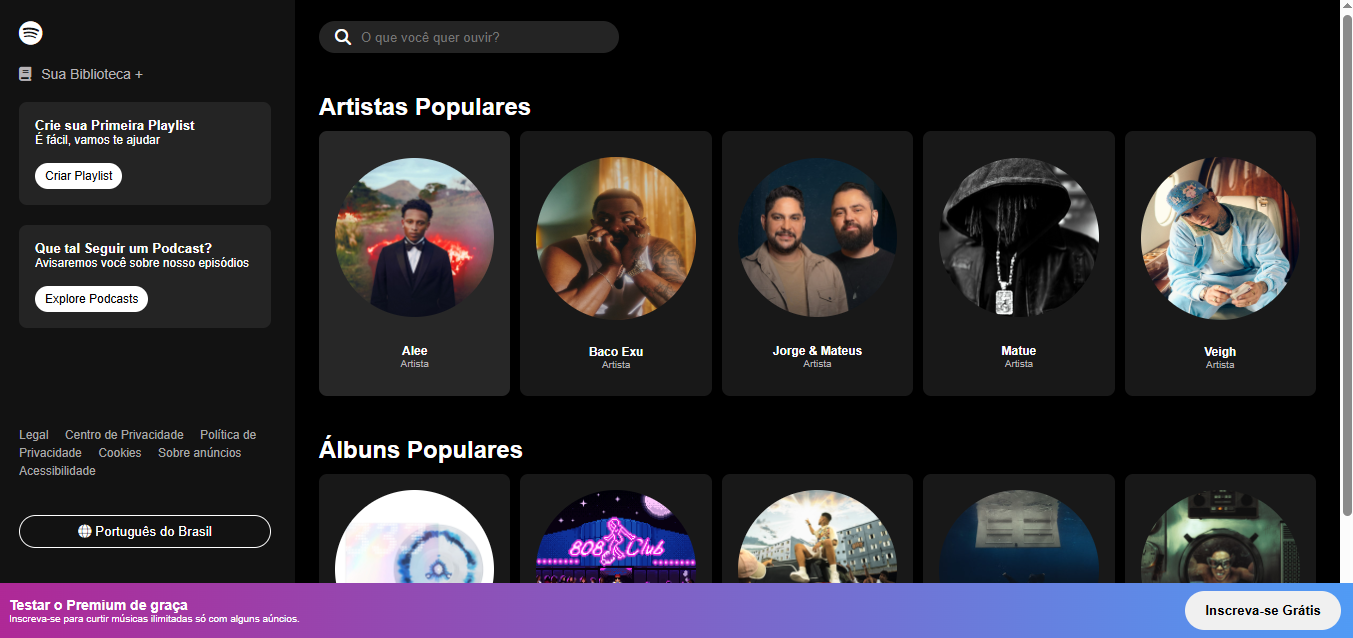 Sua Biblioteca +
Crie sua Primeira Playlist
É fácil, vamos te ajudar
Criar Playlist
Que tal Seguir um Podcast?
Avisaremos você sobre nosso episódios
Explore Podcasts
Legal Centro de Privacidade Política de
Privacidade Cookies Sobre anúncios
Acessibilidade
Português do Brasil
O que você quer ouvir?
Artistas Populares
Alee
Artista
Baco Exu
Artista
Jorge & Mateus
Artista
Matue
Artista
Veigh
Artista
Álbuns Populares
808 Club
Testar o Premium de graça
Inscreva-se para curtir músicas ilimitadas só com alguns aúncios.
Inscreva-se Grátis